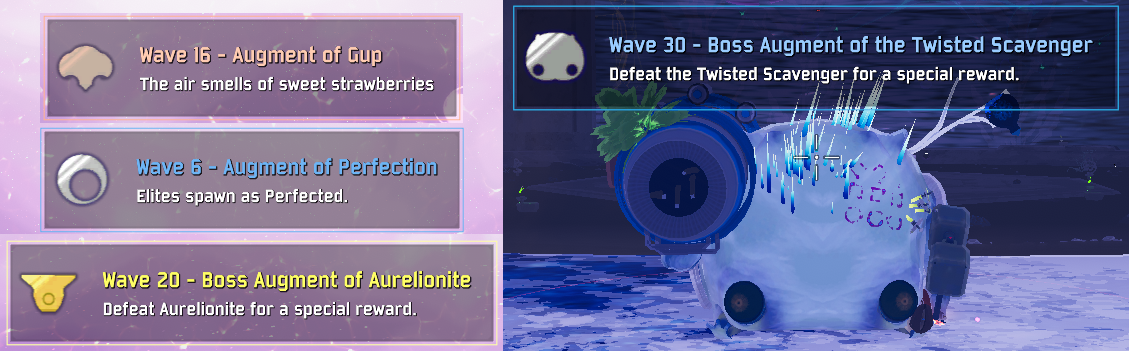 Wave 16 - Augment of Gup
The air smells of sweet strawberries
Wave 6 - Augment of Perfection
Elites spawn as Perfected.
Wave 20 - Boss Augment of Aurelionite
Defeat Aurelionite for a special reward.
Wave 30 - Boss Augment of the Twisted Scavenger
Defeat the Twisted Scavenger for a special reward.